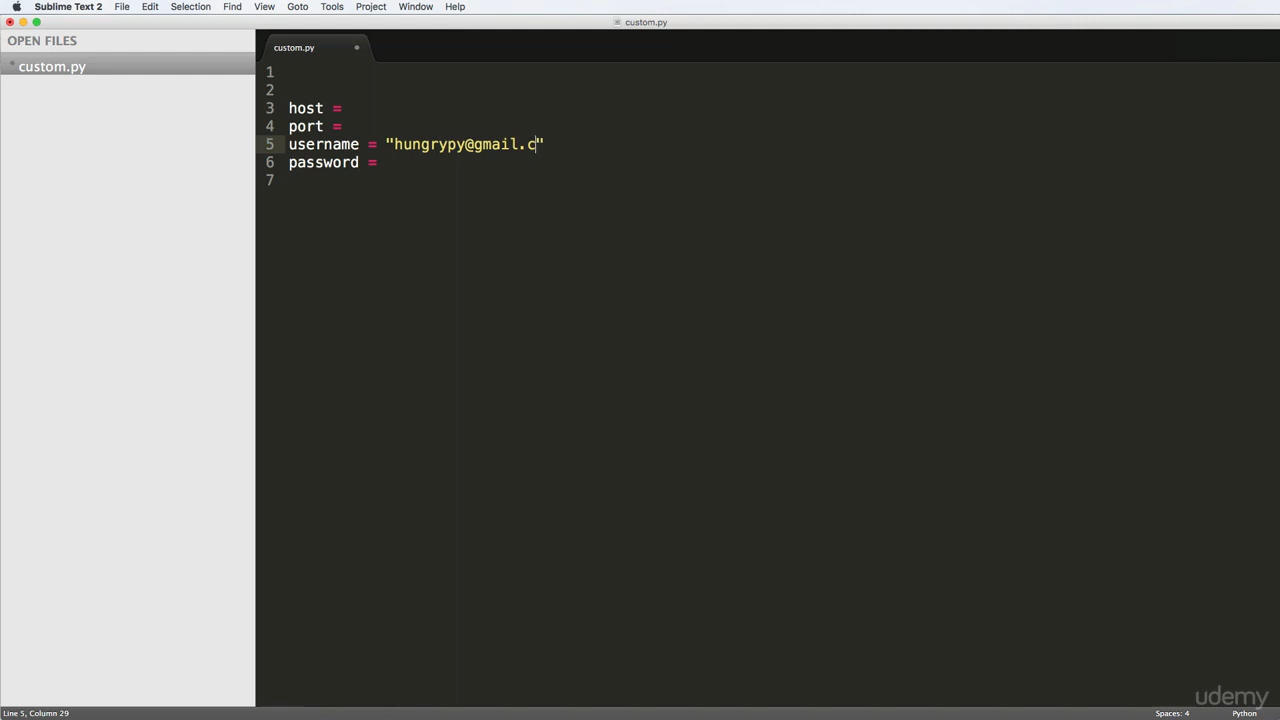 Sublime Text 2 File Edit Selection Find View Goto Tools Project Window Help
custom.py
OPEN FILES
custom.py
custom.py
1
2
3 host =
4 port =
5 username = "hungrypy@gmail.c"
6 password =
7
udemy
Line 5, Column 29
Spaces: 4
Python